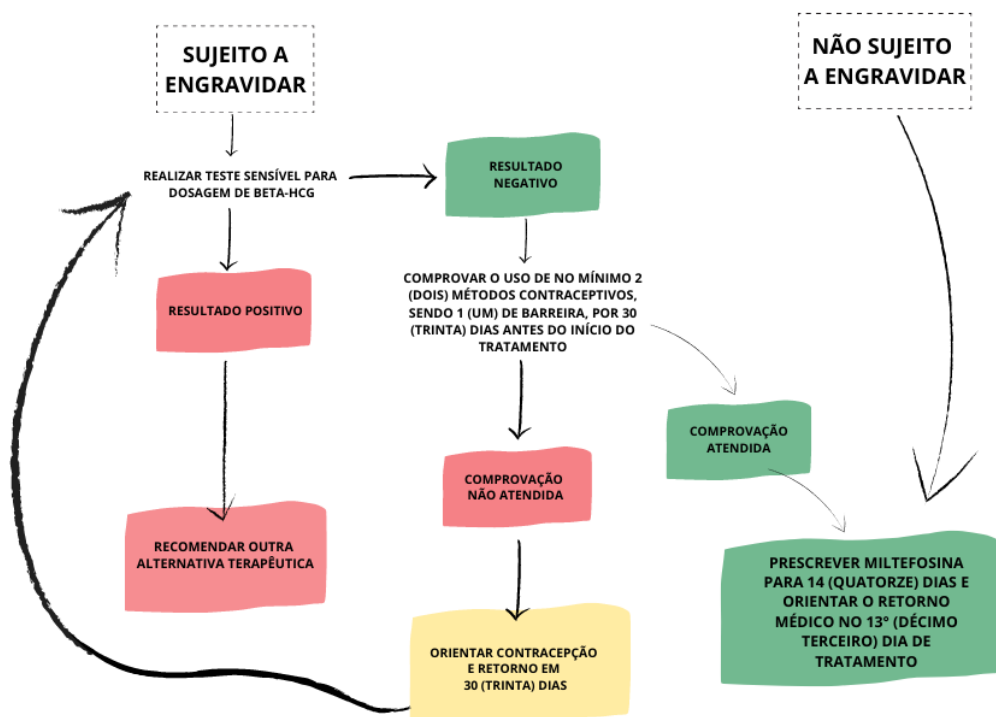 SUJEITO A
ENGRAVIDAR
NÃO SUJEITO
A ENGRAVIDAR
REALIZAR TESTE SENSÍVEL PARA
DOSAGEM DE BETA-HCG
RESULTADO
NEGATIVO
RESULTADO POSITIVO
COMPROVAR O USO DE NO MÍNIMO 2
(DOIS) MÉTODOS CONTRACEPTIVOS,
SENDO 1 (UM) DE BARREIRA, POR 30
(TRINTA) DIAS ANTES DO INÍCIO DO
TRATAMENTO
COMPROVAÇÃO
ATENDIDA
COMPROVAÇÃO
NÃO ATENDIDA
RECOMENDAR OUTRA
ALTERNATIVA TERAPÊUTICA
PRESCREVER MILTEFOSINA
PARA 14 (QUATORZE) DIAS E
ORIENTAR O RETORNO
MÉDICO NO 13° (DÉCIMO
TERCEIRO) DIA DE
TRATAMENTO
ORIENTAR CONTRACEPÇÃO
E RETORNO EM
30 (TRINTA) DIAS